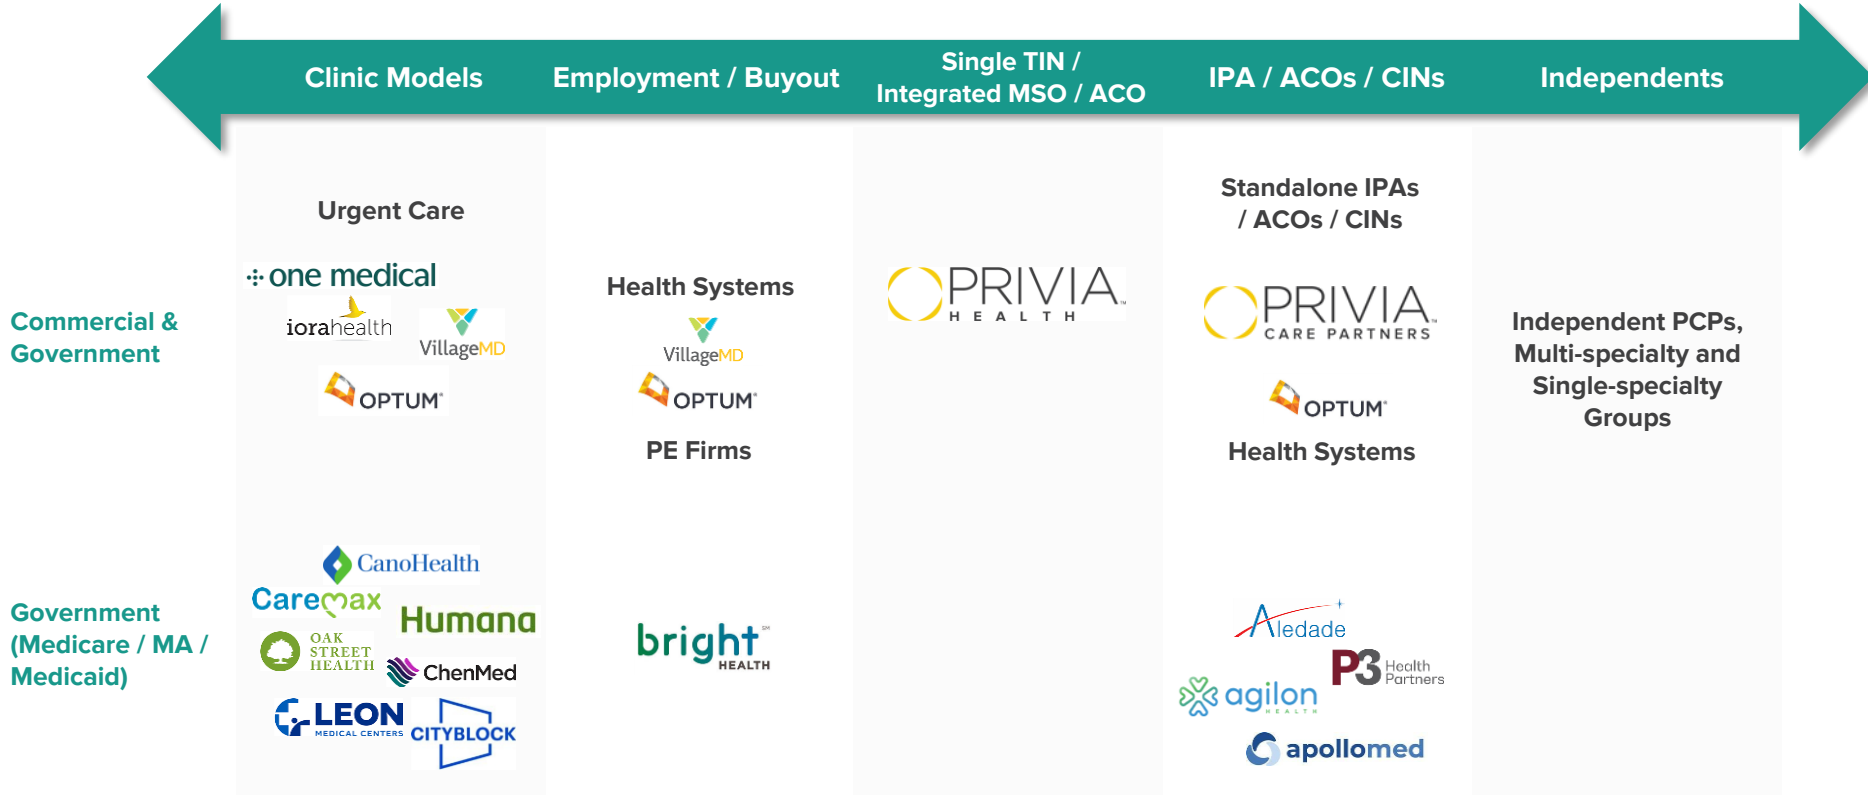 Clinic Models
Employment / Buyout
Single TIN /
Integrated MSO / ACO
IPA / ACOs / CINs
Independents
Commercial &
Government
Urgent Care
one medical
iorahealth
VillageMD
OPTUM®
Health Systems
VillageMD
OPTUM®
PE Firms
PRIVIA™
HEALTH
Standalone IPAs
/ ACOs / CINs
PRIVIA™
CARE PARTNERS
OPTUM®
Health Systems
Independent PCPs,
Multi-specialty and
Single-specialty
Groups
Government
(Medicare / MA /
Medicaid)
CanoHealth
Caremax
Humana
OAK
STREET
HEALTH
ChenMed
LEON
MEDICAL CENTERS
CITYBLOCK
bright℠
HEALTH
Aledade
P3 Health
Partners
agilon
HEALTH
apollomed